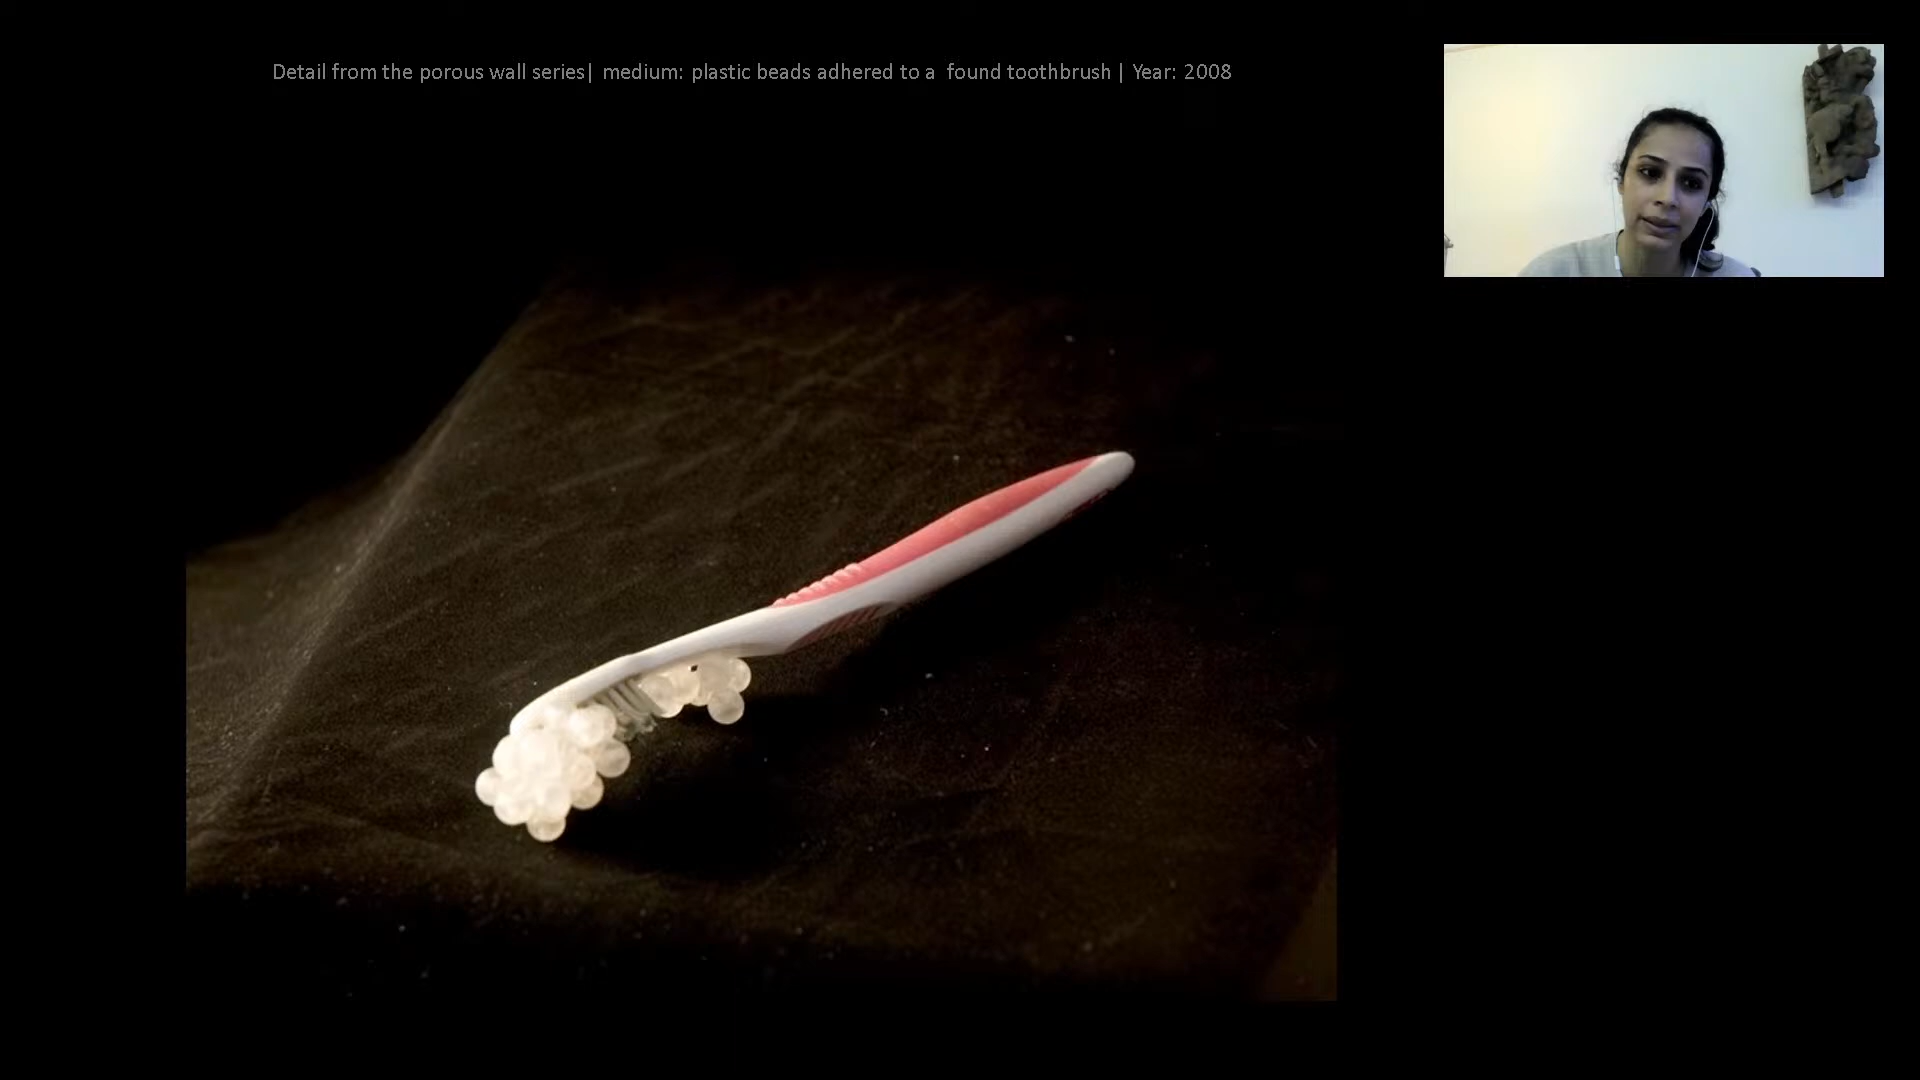 Detail from the porous wall series| medium: plastic beads adhered to a  found toothbrush | Year: 2008